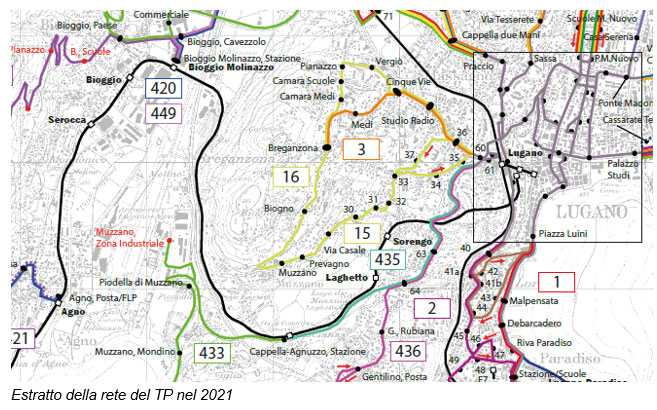 71
Commerciale
Bioggio, Paese
Bioggio, Cavezzolo
Pianazzo
B., Scuole
Bioggio Molinazzo, Stazione
Bioggio Molinazzo
Bioggio
420
449
Serocca
Via Tesserete
Cappella due Mani
Scuole M. Nuovo
Casa Serena
Praccio
Sassa
P.M.Nuovo
Ponte Madon
Cassarate Te
Vergiò
Pianazzo
Camara Scuole
Camara Medi
Cinque Vie
Studio Radio
Medi
3
Breganzona
16
36
37
35
60
61
Lugano
Palazzo
Studi
33
34
Biogno
30
31
32
15
LUGANO
Muzzano,
Zona Industriale
Via Casale
Prevagno
Muzzano
Sorengo
435
63
Laghetto
Piazza Luini
40
41a
42
41b
43
44
1
Piodella di Muzzano
64
2
Malpensata
Agno, Posta/FLP
Agno
G., Rubiana
45
46
Debarcadero
Riva Paradiso
Paradiso
21
Muzzano, Mondino
433
Cappella-Agnuzzo, Stazione
436
49
47
48
Gentilino, Posta
Stazione/Scuole
Estratto della rete del TP nel 2021